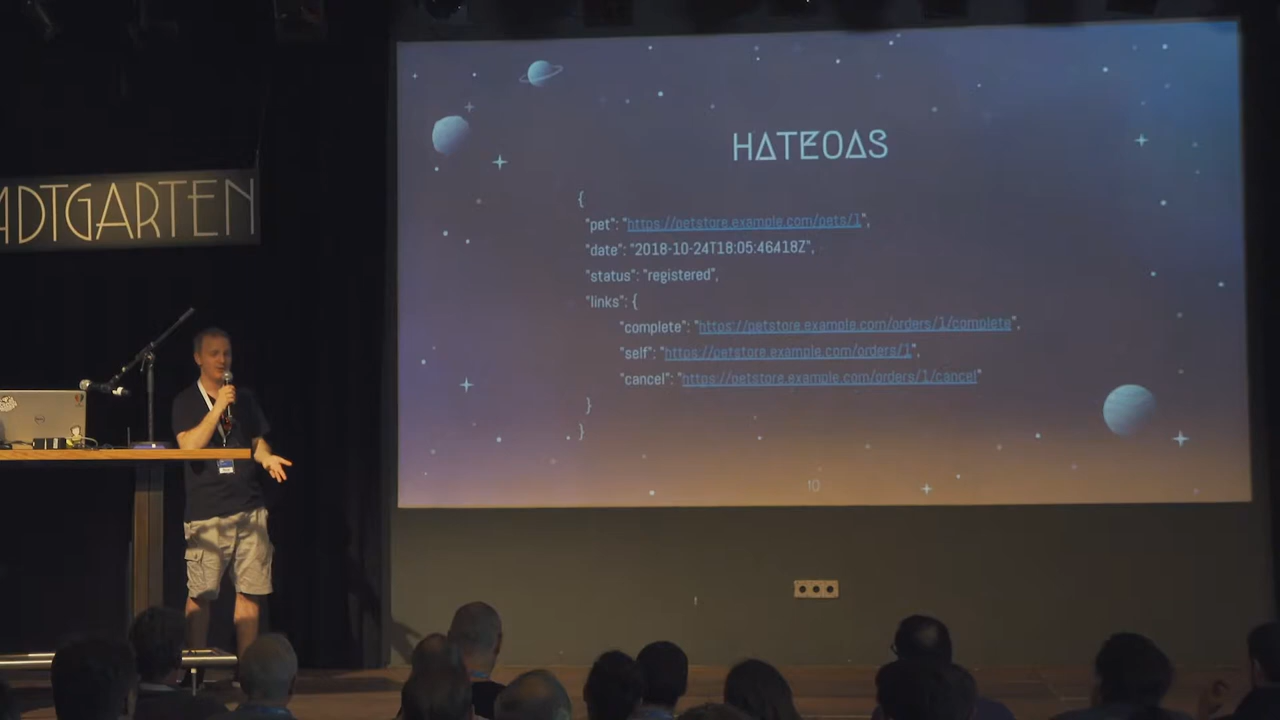 ADTGARTEN
HATEOAS
{
"pet": "https://petstore.example.com/pets/1",
"date": "2018-10-24T18:05:46.418Z",
"status": "registered",
"links": {
"complete": "https://petstore.example.com/orders/1/complete",
"self": "https://petstore.example.com/orders/1",
"cancel": "https://petstore.example.com/orders/1/cancel"
}
}
10